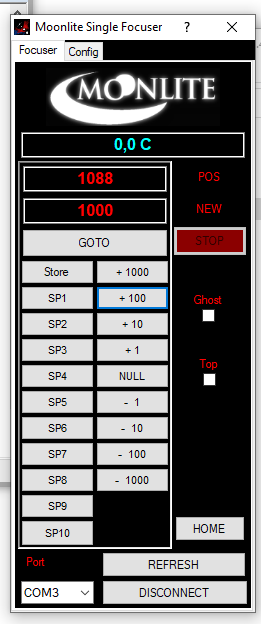 Moonlite Single Focuser ? ×
Focuser Config
MOONLITE
0,0 C
1088 POS
1000 NEW
GOTO STOP
Store + 1000
SP1 + 100 Ghost
SP2 + 10
SP3 + 1
SP4 NULL Top
SP5 - 1
SP6 - 10
SP7 - 100
SP8 - 1000
SP9
SP10 HOME
Port REFRESH
COM3 DISCONNECT